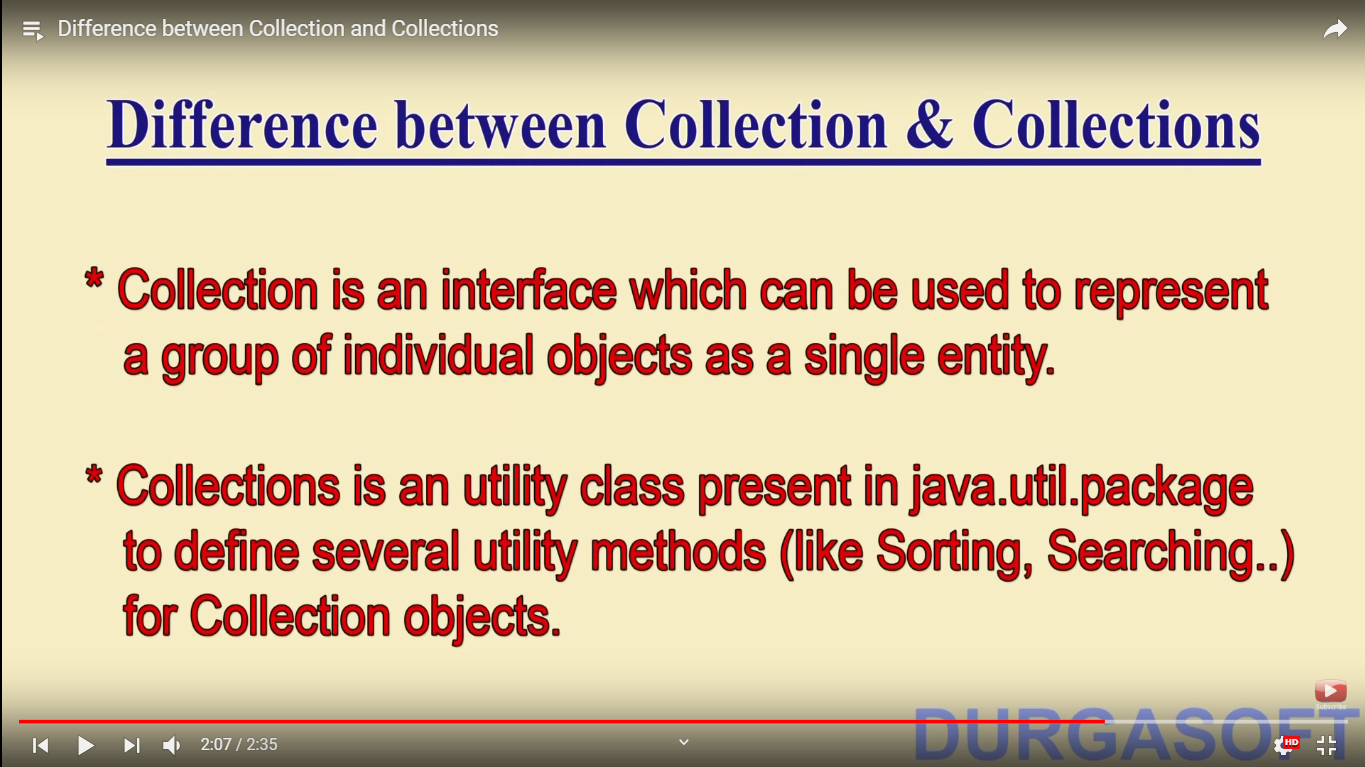 Difference between Collection and Collections
Difference between Collection & Collections
* Collection is an interface which can be used to represent
a group of individual objects as a single entity.
* Collections is an utility class present in java.util.package
to define several utility methods (like Sorting, Searching..)
for Collection objects.
Subscribe
DURGASOFT
2:07 / 2:35
HD